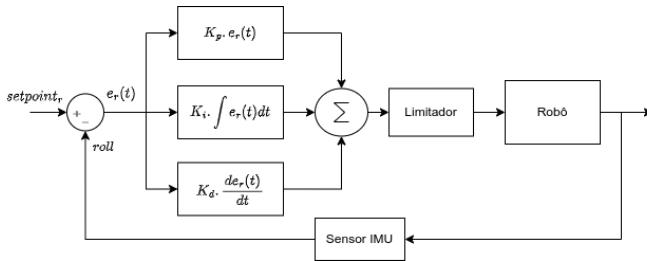 K_p. e_r(t)
setpoint_r
+
_
e_r(t)
K_i. ∫ e_r(t)dt
∑
Limitador
Robô
roll
K_d. de_r(t)/dt
Sensor IMU